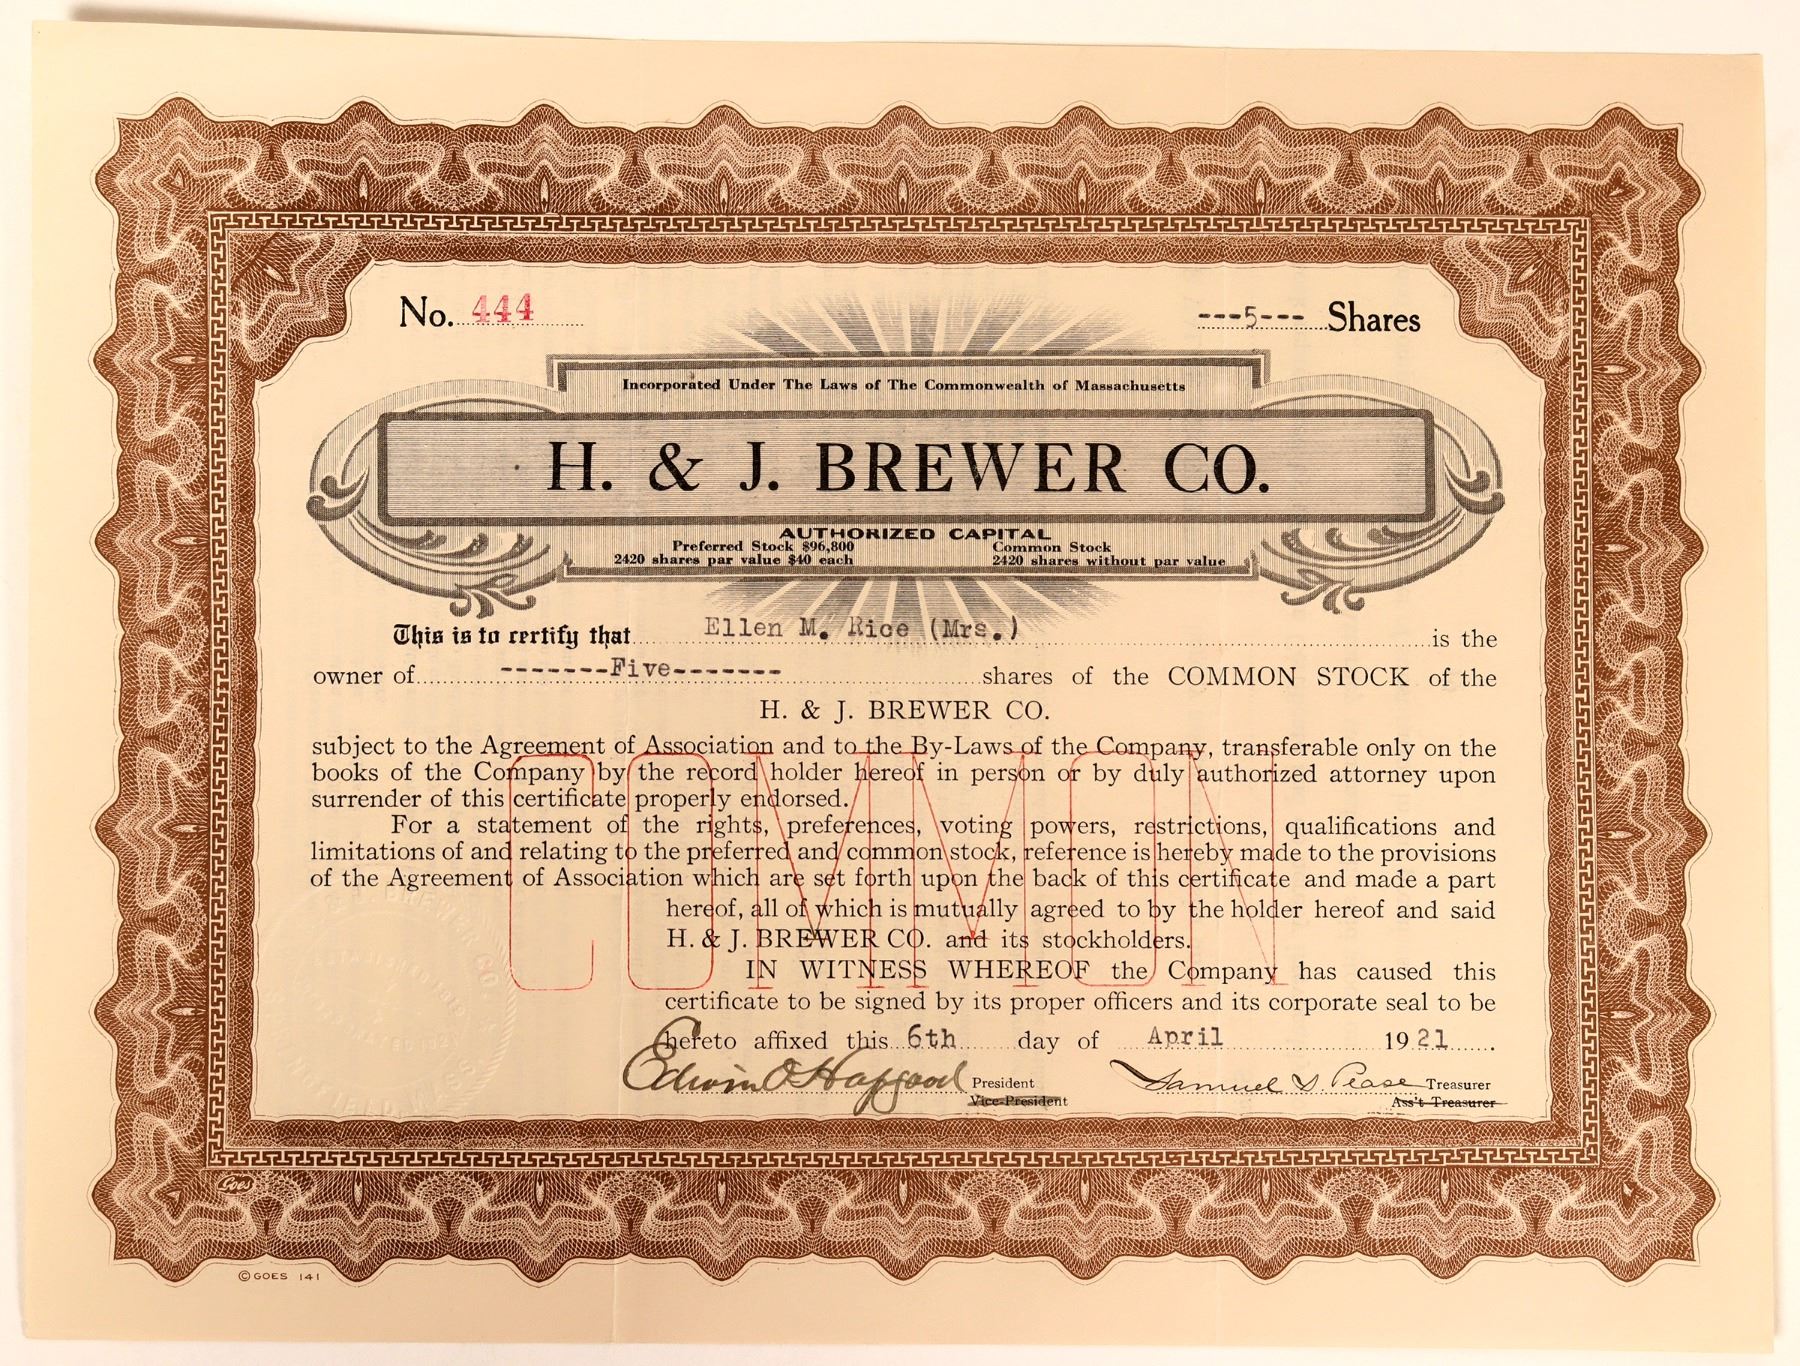 No. 444 ---5--- Shares
Incorporated Under The Laws of The Commonwealth of Massachusetts
H. & J. BREWER CO.
AUTHORIZED CAPITAL
Preferred Stock $96,800 Common Stock
2420 shares par value $40 each 2420 shares without par value
This is to certify that Ellen M. Rice (Mrs.) is the
owner of -------Five------- shares of the COMMON STOCK of the
H. & J. BREWER CO.
subject to the Agreement of Association and to the By-Laws of the Company, transferable only on the
books of the Company by the record holder hereof in person or by duly authorized attorney upon
surrender of this certificate properly endorsed.
For a statement of the rights, preferences, voting powers, restrictions, qualifications and
limitations of and relating to the preferred and common stock, reference is hereby made to the provisions
of the Agreement of Association which are set forth upon the back of this certificate and made a part
hereof, all of which is mutually agreed to by the holder hereof and said
H. & J. BREWER CO. and its stockholders.
COMMON
IN WITNESS WHEREOF the Company has caused this
certificate to be signed by its proper officers and its corporate seal to be
hereto affixed this 6th day of April 1921
Edwin O Hapgood President Samuel S. Pease Treasurer
Vice-President Ass't Treasurer
J. BREWER CO.
Goes
© GOES 141